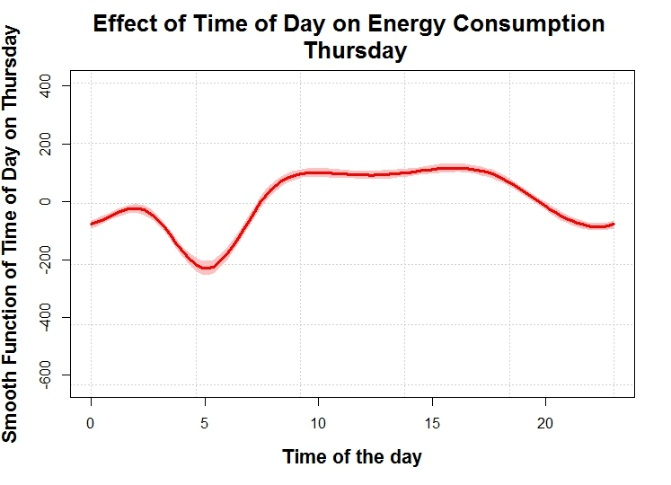 Effect of Time of Day on Energy Consumption
Thursday
Smooth Function of Time of Day on Thursday
400
200
0
-200
-400
-600
0 5 10 15 20
Time of the day